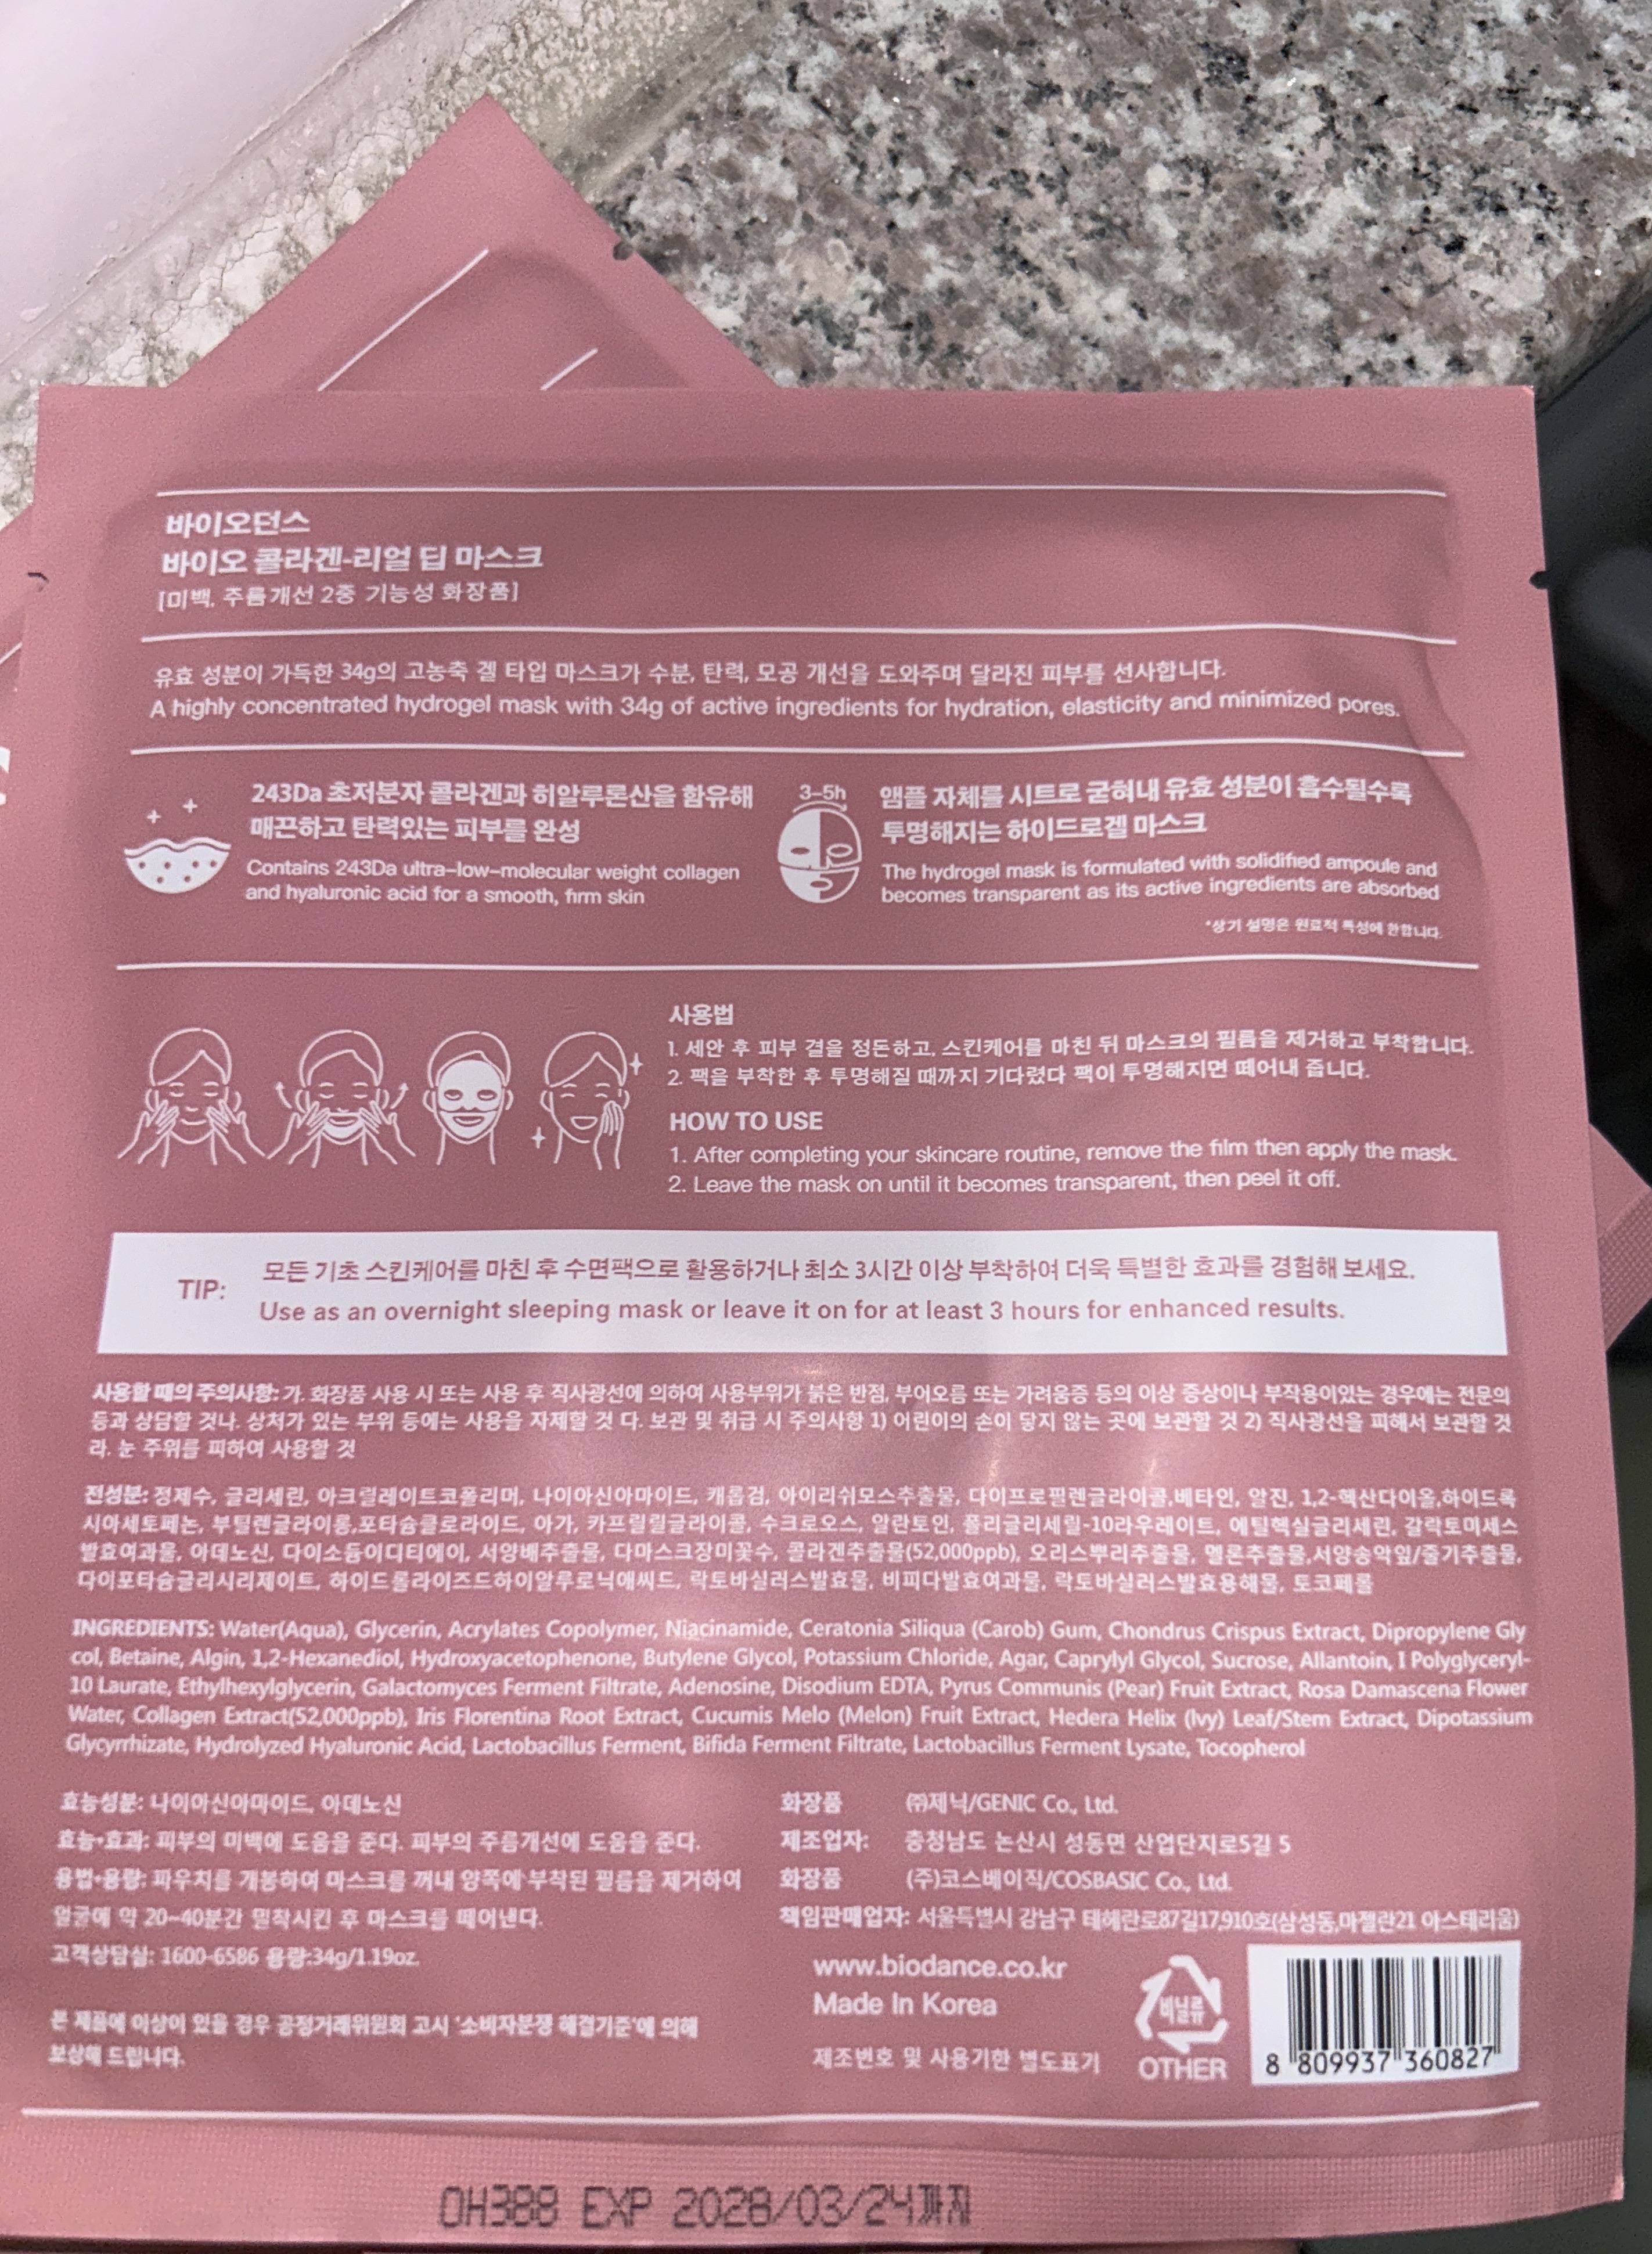 바이오던스
바이오 콜라겐-리얼 딥 마스크
[미백, 주름개선 2중 기능성 화장품]
유효 성분이 가득한 34g의 고농축 겔 타입 마스크가 수분, 탄력, 모공 개선을 도와주며 달라진 피부를 선사합니다.
A highly concentrated hydrogel mask with 34g of active ingredients for hydration, elasticity and minimized pores.
243Da 초저분자 콜라겐과 히알루론산을 함유해
매끈하고 탄력있는 피부를 완성
Contains 243Da ultra-low-molecular weight collagen
and hyaluronic acid for a smooth, firm skin
3-5h
앰플 자체를 시트로 굳혀내 유효 성분이 흡수될수록
투명해지는 하이드로겔 마스크
The hydrogel mask is formulated with solidified ampoule and
becomes transparent as its active ingredients are absorbed
*상기 설명은 원료적 특성에 한합니다.
사용법
1. 세안 후 피부 결을 정돈하고, 스킨케어를 마친 뒤 마스크의 필름을 제거하고 부착합니다.
2. 팩을 부착한 후 투명해질 때까지 기다렸다 팩이 투명해지면 떼어내 줍니다.
HOW TO USE
1. After completing your skincare routine, remove the film then apply the mask.
2. Leave the mask on until it becomes transparent, then peel it off.
TIP:
모든 기초 스킨케어를 마친 후 수면팩으로 활용하거나 최소 3시간 이상 부착하여 더욱 특별한 효과를 경험해 보세요.
Use as an overnight sleeping mask or leave it on for at least 3 hours for enhanced results.
사용할 때의 주의사항: 가. 화장품 사용 시 또는 사용 후 직사광선에 의하여 사용부위가 붉은 반점, 부어오름 또는 가려움증 등의 이상 증상이나 부작용이있는 경우에는 전문의
등과 상담할 것나. 상처가 있는 부위 등에는 사용을 자제할 것 다. 보관 및 취급 시 주의사항 1) 어린이의 손이 닿지 않는 곳에 보관할 것 2) 직사광선을 피해서 보관할 것
라. 눈 주위를 피하여 사용할 것
전성분: 정제수, 글리세린, 아크릴레이트코폴리머, 나이아신아마이드, 캐롭검, 아이리쉬모스추출물, 다이프로필렌글라이콜,베타인, 알진, 1,2-헥산다이올,하이드록
시아세토페논, 부틸렌글라이롱,포타슘클로라이드, 아가, 카프릴릴글라이콜, 수크로오스, 알란토인, 폴리글리세릴-10라우레이트, 에틸헥실글리세린, 갈락토미세스
발효여과물, 아데노신, 다이소듐이디티에이, 서양배추출물, 다마스크장미꽃수, 콜라겐추출물(52,000ppb), 오리스뿌리추출물, 멜론추출물,서양송악잎/줄기추출물,
다이포타슘글리시리제이트, 하이드롤라이즈드하이알루로닉애씨드, 락토바실러스발효물, 비피다발효여과물, 락토바실러스발효용해물, 토코페롤
INGREDIENTS: Water(Aqua), Glycerin, Acrylates Copolymer, Niacinamide, Ceratonia Siliqua (Carob) Gum, Chondrus Crispus Extract, Dipropylene Gly
col, Betaine, Algin, 1,2-Hexanediol, Hydroxyacetophenone, Butylene Glycol, Potassium Chloride, Agar, Caprylyl Glycol, Sucrose, Allantoin, I Polyglyceryl-
10 Laurate, Ethylhexylglycerin, Galactomyces Ferment Filtrate, Adenosine, Disodium EDTA, Pyrus Communis (Pear) Fruit Extract, Rosa Damascena Flower
Water, Collagen Extract(52,000ppb), Iris Florentina Root Extract, Cucumis Melo (Melon) Fruit Extract, Hedera Helix (Ivy) Leaf/Stem Extract, Dipotassium
Glycyrrhizate, Hydrolyzed Hyaluronic Acid, Lactobacillus Ferment, Bifida Ferment Filtrate, Lactobacillus Ferment Lysate, Tocopherol
효능성분: 나이아신아마이드, 아데노신
효능•효과: 피부의 미백에 도움을 준다. 피부의 주름개선에 도움을 준다.
용법•용량: 파우치를 개봉하여 마스크를 꺼내 양쪽에 부착된 필름을 제거하여
얼굴에 약 20~40분간 밀착시킨 후 마스크를 떼어낸다.
고객상담실: 1600-6586 용량:34g/1.19oz.
본 제품에 이상이 있을 경우 공정거래위원회 고시 '소비자분쟁 해결기준'에 의해
보상해 드립니다.
화장품 ㈜제닉/GENIC Co., Ltd.
제조업자: 충청남도 논산시 성동면 산업단지로5길 5
화장품 (주)코스베이직/COSBASIC Co., Ltd.
책임판매업자: 서울특별시 강남구 테헤란로87길17,910호(삼성동,마젤란21 아스테리움)
www.biodance.co.kr
Made In Korea
제조번호 및 사용기한 별도표기
비닐류
OTHER
8 809937 360827
OH388 EXP 2028/03/24까지